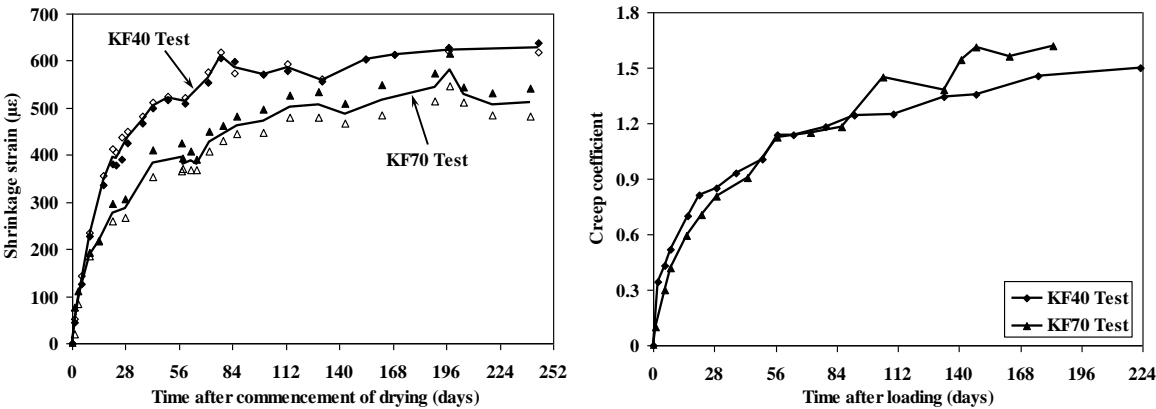 700
600
500
400
300
200
100
0
Shrinkage strain (με)
KF40 Test
KF70 Test
0 28 56 84 112 140 168 196 224 252
Time after commencement of drying (days)
1.8
1.5
1.2
0.9
0.6
0.3
0
Creep coefficient
KF40 Test
KF70 Test
0 28 56 84 112 140 168 196 224
Time after loading (days)